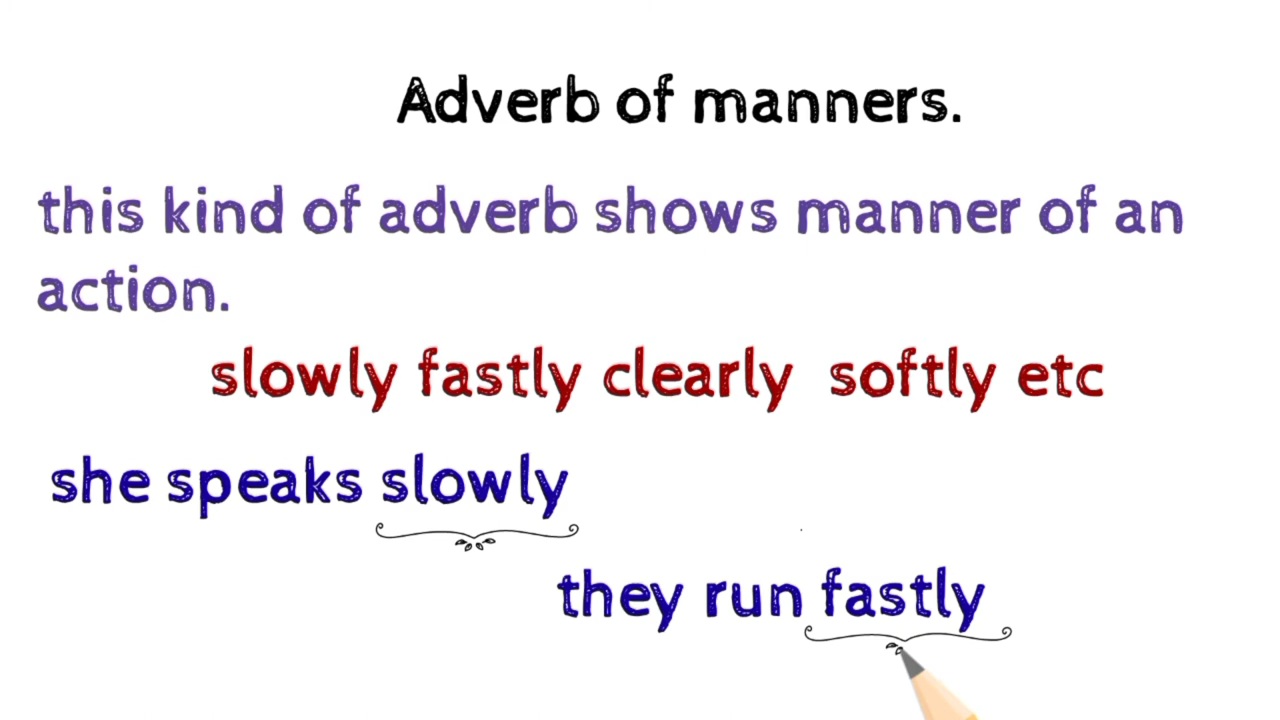 Adverb of manners.
this kind of adverb shows manner of an
action.
slowly fastly clearly softly etc
she speaks slowly
they run fastly